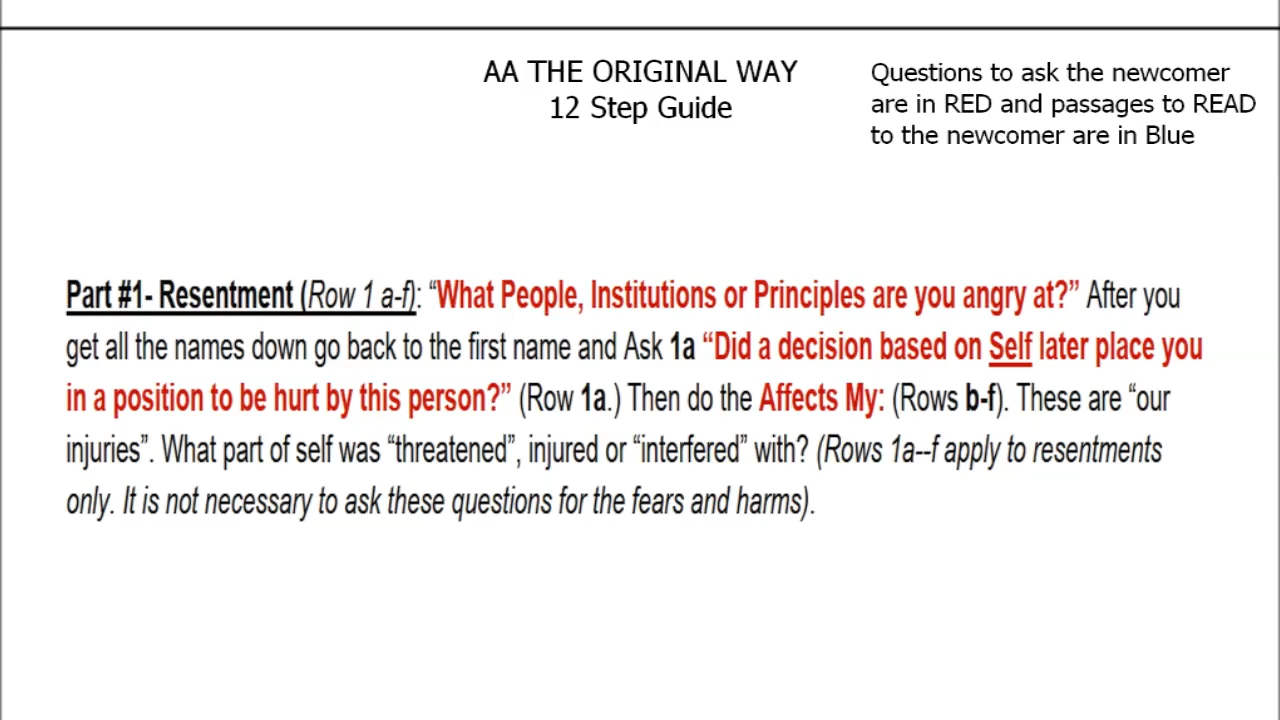 AA THE ORIGINAL WAY
12 Step Guide
Questions to ask the newcomer
are in RED and passages to READ
to the newcomer are in Blue
Part #1- Resentment (Row 1 a-f): “What People, Institutions or Principles are you angry at?” After you
get all the names down go back to the first name and Ask 1a “Did a decision based on Self later place you
in a position to be hurt by this person?” (Row 1a.) Then do the Affects My: (Rows b-f). These are “our
injuries”. What part of self was “threatened”, injured or “interfered” with? (Rows 1a--f apply to resentments
only. It is not necessary to ask these questions for the fears and harms).